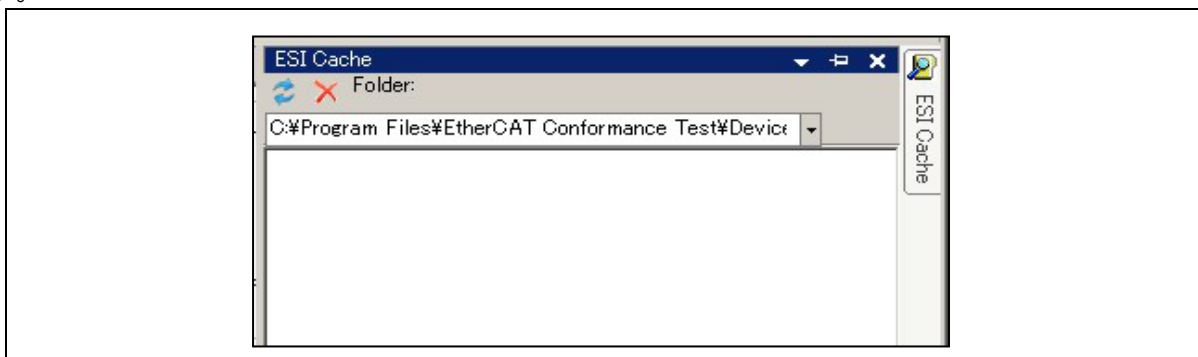 ESI Cache
Folder:
C:¥Program Files¥EtherCAT Conformance Test¥Device
ESI Cache